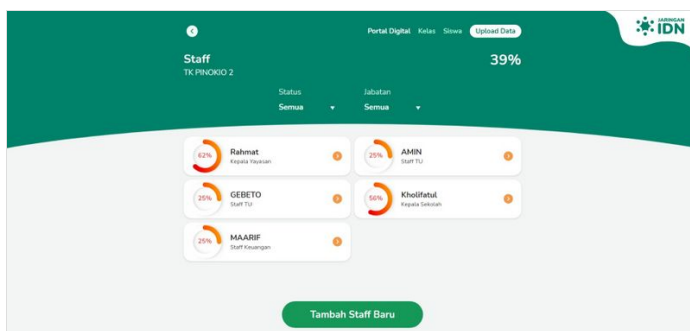 JARINGAN
IDN
Portal Digital Kelas Siswa Upload Data
Staff
39%
TK PINOKIO 2
Status Jabatan
Semua Semua
62% Rahmat
Kepala Yayasan
25% AMIN
Staff TU
25% GEBETO
Staff TU
56% Kholifatul
Kepala Sekolah
25% MAARIF
Staff Keuangan
Tambah Staff Baru